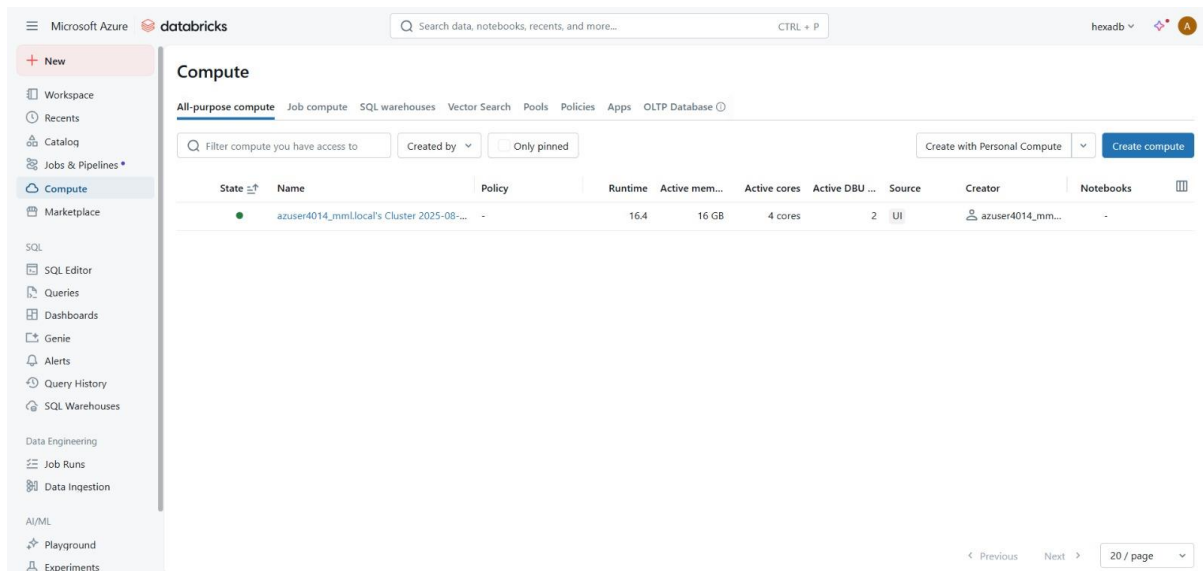 Microsoft Azure databricks
Search data, notebooks, recents, and more... CTRL + P
hexadb
A
New
Workspace
Recents
Catalog
Jobs & Pipelines
Compute
Marketplace
SQL
SQL Editor
Queries
Dashboards
Genie
Alerts
Query History
SQL Warehouses
Data Engineering
Job Runs
Data Ingestion
AI/ML
Playground
Experiments
Compute
All-purpose compute Job compute SQL warehouses Vector Search Pools Policies Apps OLTP Database
Filter compute you have access to Created by Only pinned Create with Personal Compute Create compute
State Name Policy Runtime Active mem... Active cores Active DBU ... Source Creator Notebooks
azuser4014_mml.local's Cluster 2025-08-... - 16.4 16 GB 4 cores 2 UI azuser4014_mm... -
Previous Next 20 / page